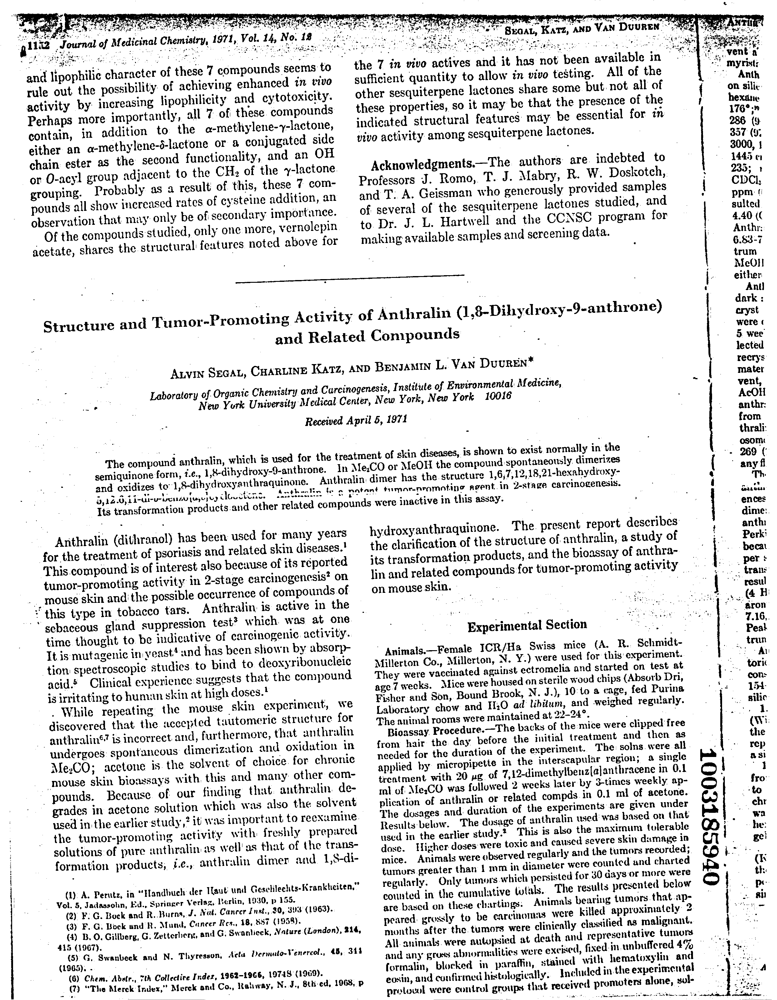 1152 Journal of Medicinal Chemistry, 1971, Vol. 14, No. 12
SEGAL, KATZ, AND VAN DUUREN
and lipophilic character of these 7 compounds seems to
rule out the possibility of achieving enhanced in vivo
activity by increasing lipophilicity and cytotoxicity.
Perhaps more importantly, all 7 of these compounds
contain, in addition to the α-methylene-γ-lactone,
either an α-methylene-δ-lactone or a conjugated side
chain ester as the second functionality, and an OH
or O-acyl group adjacent to the CH₂ of the γ-lactone
grouping. Probably as a result of this, these 7 com-
pounds all show increased rates of cysteine addition, an
observation that may only be of secondary importance.
Of the compounds studied, only one more, vernolepin
acetate, shares the structural features noted above for
the 7 in vivo actives and it has not been available in
sufficient quantity to allow in vivo testing. All of the
other sesquiterpene lactones share some but not all of
these properties, so it may be that the presence of the
indicated structural features may be essential for in
vivo activity among sesquiterpene lactones.
Acknowledgments.—The authors are indebted to
Professors J. Romo, T. J. Mabry, R. W. Doskotch,
and T. A. Geissman who generously provided samples
of several of the sesquiterpene lactones studied, and
to Dr. J. L. Hartwell and the CCNSC program for
making available samples and screening data.
Structure and Tumor-Promoting Activity of Anthralin (1,8-Dihydroxy-9-anthrone)
and Related Compounds
ALVIN SEGAL, CHARLINE KATZ, AND BENJAMIN L. VAN DUUREN*
Laboratory of Organic Chemistry and Carcinogenesis, Institute of Environmental Medicine,
New York University Medical Center, New York, New York 10016
Received April 5, 1971
The compound anthralin, which is used for the treatment of skin diseases, is shown to exist normally in the
semiquinone form, i.e., 1,8-dihydroxy-9-anthrone. In Me₂CO or MeOH the compound spontaneously dimerizes
and oxidizes to 1,8-dihydroxyanthraquinone. Anthralin dimer has the structure 1,6,7,12,18,21-hexahydroxy-
Anthralin is a potent tumor-promoting agent in 2-stage carcinogenesis.
Its transformation products and other related compounds were inactive in this assay.
Anthralin (dithranol) has been used for many years
for the treatment of psoriasis and related skin diseases.¹
This compound is of interest also because of its reported
tumor-promoting activity in 2-stage carcinogenesis² on
mouse skin and the possible occurrence of compounds of
this type in tobacco tars. Anthralin is active in the
sebaceous gland suppression test³ which was at one
time thought to be indicative of carcinogenic activity.
It is mutagenic in yeast⁴ and has been shown by absorp-
tion spectroscopic studies to bind to deoxyribonucleic
acid.⁵ Clinical experience suggests that the compound
is irritating to human skin at high doses.¹
While repeating the mouse skin experiment, we
discovered that the accepted tautomeric structure for
anthralin⁶,⁷ is incorrect and, furthermore, that anthralin
undergoes spontaneous dimerization and oxidation in
Me₂CO; acetone is the solvent of choice for chronic
mouse skin bioassays with this and many other com-
pounds. Because of our finding that anthralin de-
grades in acetone solution which was also the solvent
used in the earlier study,² it was important to reexamine
the tumor-promoting activity with freshly prepared
solutions of pure anthralin as well as that of the trans-
formation products, i.e., anthralin dimer and 1,8-di-
(1) A. Perutz, in "Handbuch der Haut und Geschlechts-Krankheiten,"
Vol. 5, Jadassohn, Ed., Springer Verlag, Berlin, 1930, p 155.
(2) F. G. Bock and R. Burns, J. Nat. Cancer Inst., 30, 393 (1963).
(3) F. G. Bock and R. Mund, Cancer Res., 18, 887 (1958).
(4) B. O. Gillberg, G. Zetterberg, and G. Swanbeck, Nature (London), 214,
415 (1967).
(5) G. Swanbeck and N. Thyresson, Acta Dermato-Venereol., 45, 344
(1965).
(6) Chem. Abstr., 7th Collective Index, 1962-1966, 1974S (1969).
(7) "The Merck Index," Merck and Co., Rahway, N. J., 8th ed, 1968, p
hydroxyanthraquinone. The present report describes
the clarification of the structure of anthralin, a study of
its transformation products, and the bioassay of anthra-
lin and related compounds for tumor-promoting activity
on mouse skin.
Experimental Section
Animals.—Female ICR/Ha Swiss mice (A. R. Schmidt-
Millerton Co., Millerton, N. Y.) were used for this experiment.
They were vaccinated against ectromelia and started on test at
age 7 weeks. Mice were housed on sterile wood chips (Absorb Dri,
Fisher and Son, Bound Brook, N. J.), 10 to a cage, fed Purina
Laboratory chow and H₂O ad libitum, and weighed regularly.
The animal rooms were maintained at 22-24°.
Bioassay Procedure.—The backs of the mice were clipped free
from hair the day before the initial treatment and then as
needed for the duration of the experiment. The solns were all
applied by micropipette in the interscapular region; a single
treatment with 20 μg of 7,12-dimethylbenz[a]anthracene in 0.1
ml of Me₂CO was followed 2 weeks later by 3-times weekly ap-
plication of anthralin or related compds in 0.1 ml of acetone.
The dosages and duration of the experiments are given under
Results below. The dosage of anthralin used was based on that
used in the earlier study.² This is also the maximum tolerable
dose. Higher doses were toxic and caused severe skin damage in
mice. Animals were observed regularly and the tumors recorded;
tumors greater than 1 mm in diameter were counted and charted
regularly. Only tumors which persisted for 30 days or more were
counted in the cumulative totals. The results presented below
are based on these chartings. Animals bearing tumors that ap-
peared grossly to be carcinomas were killed approximately 2
months after the tumors were clinically classified as malignant.
All animals were autopsied at death and representative tumors
and any gross abnormalities were excised, fixed in unbuffered 4%
formalin, blocked in paraffin, stained with hematoxylin and
eosin, and confirmed histologically. Included in the experimental
protocol were control groups that received promoters alone, sol-
1003185940